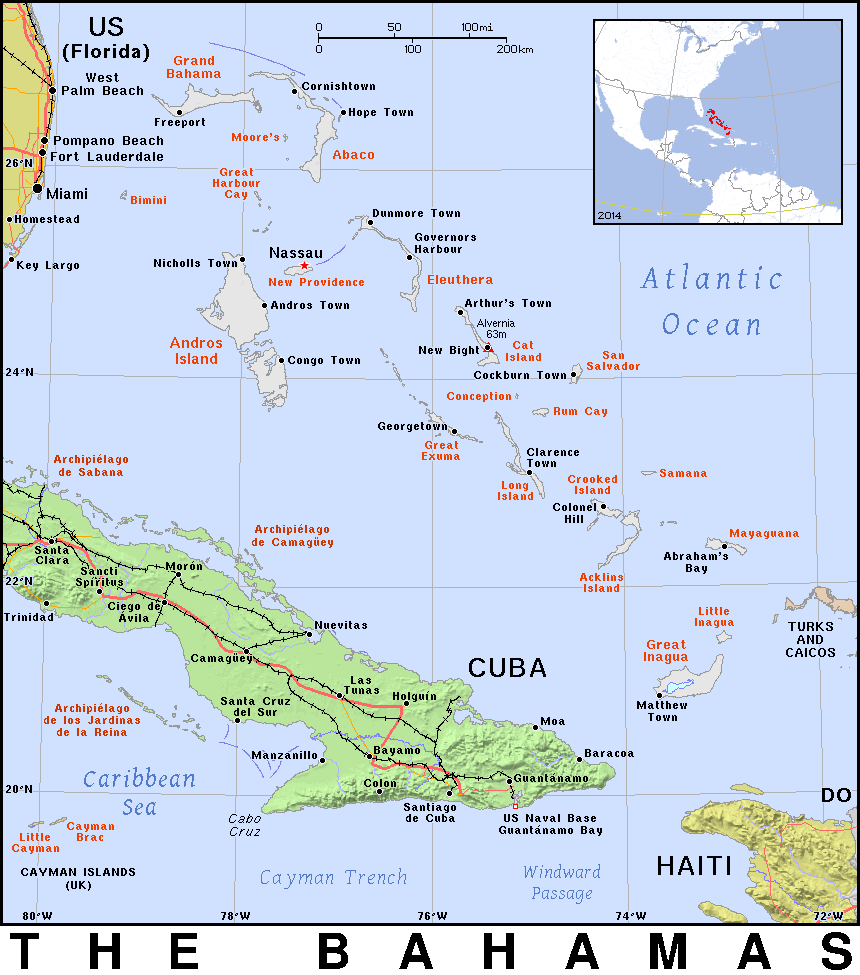 US
(Florida)
0 50 100mi
0 100 200km
2014
West
Palm Beach
Grand
Bahama
Cornishtown
Freeport
Hope Town
Pompano Beach
Fort Lauderdale
Moore's
Abaco
26°N
Great
Harbour
Cay
Miami
Bimini
Homestead
Dunmore Town
Key Largo
Nicholls Town
Nassau
New Providence
Governors
Harbour
Eleuthera
Atlantic
Ocean
Andros Town
Arthur's Town
Alvernia
63m
Andros
Island
New Bight
Cat
Island
San
Salvador
Congo Town
24°N
Cockburn Town
Conception
Rum Cay
Georgetown
Great
Exuma
Clarence
Town
Long
Island
Archipiélago
de Sabana
Samana
Crooked
Island
Colonel
Hill
Archipiélago
de Camagüey
Mayaguana
Abraham's
Bay
Santa
Clara
Acklins
Island
22°N
Sancti
Spíritus
Morón
Trinidad
Ciego de
Ávila
Nuevitas
Little
Inagua
TURKS
AND
CAICOS
Camagüey
Great
Inagua
CUBA
Las
Tunas
Holguín
Matthew
Town
Archipiélago
de los Jardinas
de la Reina
Santa Cruz
del Sur
Moa
Manzanillo
Bayamo
Baracoa
Caribbean
Sea
Colon
Guantánamo
20°N
DO
Cabo
Cruz
Santiago
de Cuba
US Naval Base
Guantánamo Bay
Cayman
Brac
Little
Cayman
CAYMAN ISLANDS
(UK)
Cayman Trench
Windward
Passage
HAITI
80°W 78°W 76°W 74°W 72°W
THE BAHAMAS